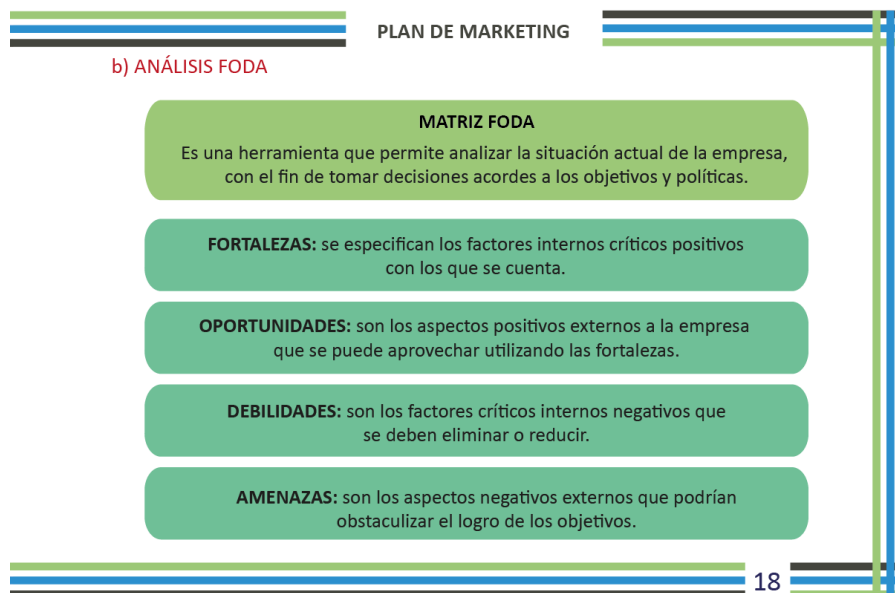 PLAN DE MARKETING
b) ANÁLISIS FODA
MATRIZ FODA
Es una herramienta que permite analizar la situación actual de la empresa,
con el fin de tomar decisiones acordes a los objetivos y políticas.
FORTALEZAS: se especifican los factores internos críticos positivos
con los que se cuenta.
OPORTUNIDADES: son los aspectos positivos externos a la empresa
que se puede aprovechar utilizando las fortalezas.
DEBILIDADES: son los factores críticos internos negativos que
se deben eliminar o reducir.
AMENAZAS: son los aspectos negativos externos que podrían
obstaculizar el logro de los objetivos.
18